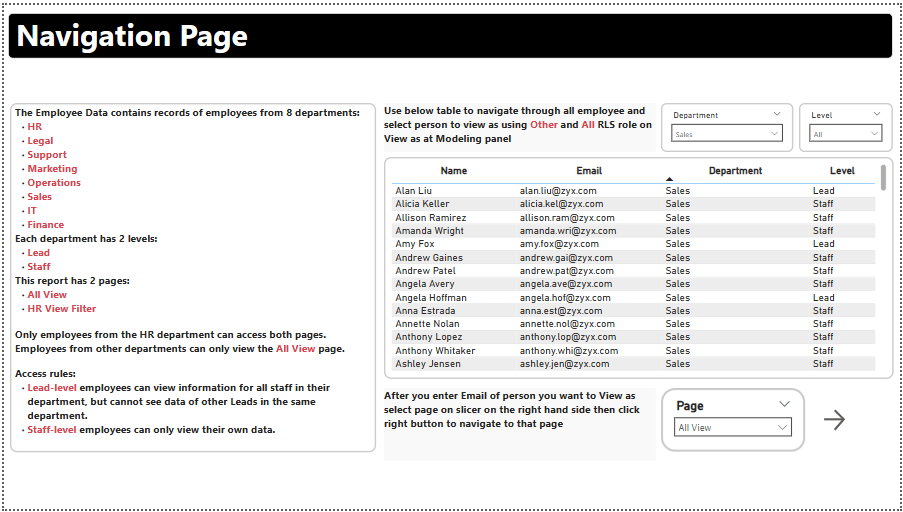 Navigation Page
The Employee Data contains records of employees from 8 departments:
• HR
• Legal
• Support
• Marketing
• Operations
• Sales
• IT
• Finance
Each department has 2 levels:
• Lead
• Staff
This report has 2 pages:
• All View
• HR View Filter
Only employees from the HR department can access both pages.
Employees from other departments can only view the All View page.
Access rules:
• Lead-level employees can view information for all staff in their
department, but cannot see data of other Leads in the same
department.
• Staff-level employees can only view their own data.
Use below table to navigate through all employee and
select person to view as using Other and All RLS role on
View as at Modeling panel
Department
Sales
Level
All
Name Email Department Level
Alan Liu alan.liu@zyx.com Sales Lead
Alicia Keller alicia.kel@zyx.com Sales Staff
Allison Ramirez allison.ram@zyx.com Sales Staff
Amanda Wright amanda.wri@zyx.com Sales Staff
Amy Fox amy.fox@zyx.com Sales Lead
Andrew Gaines andrew.gai@zyx.com Sales Staff
Andrew Patel andrew.pat@zyx.com Sales Staff
Angela Avery angela.ave@zyx.com Sales Staff
Angela Hoffman angela.hof@zyx.com Sales Lead
Anna Estrada anna.est@zyx.com Sales Staff
Annette Nolan annette.nol@zyx.com Sales Staff
Anthony Lopez anthony.lop@zyx.com Sales Staff
Anthony Whitaker anthony.whi@zyx.com Sales Staff
Ashley Jensen ashley.jen@zyx.com Sales Staff
After you enter Email of person you want to View as
select page on slicer on the right hand side then click
right button to navigate to that page
Page
All View